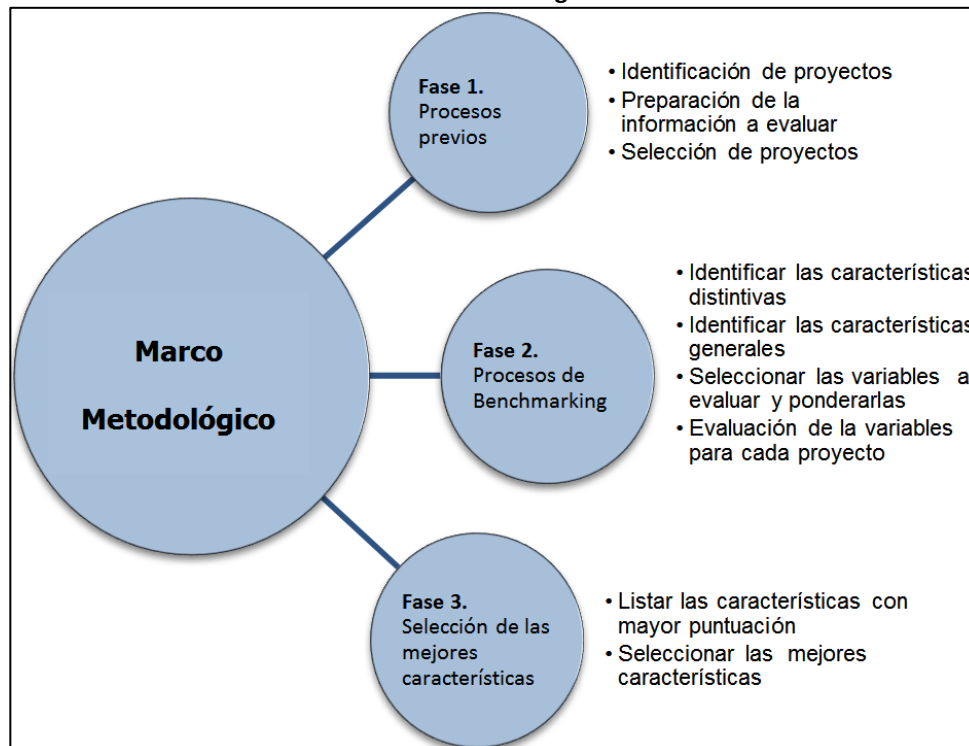 Fase 1.
Procesos
previos
• Identificación de proyectos
• Preparación de la
información a evaluar
• Selección de proyectos
Marco
Metodológico
Fase 2.
Procesos de
Benchmarking
• Identificar las características
distintivas
• Identificar las características
generales
• Seleccionar las variables a
evaluar y ponderarlas
• Evaluación de la variables
para cada proyecto
Fase 3.
Selección de las
mejores
características
• Listar las características con
mayor puntuación
• Seleccionar las mejores
características